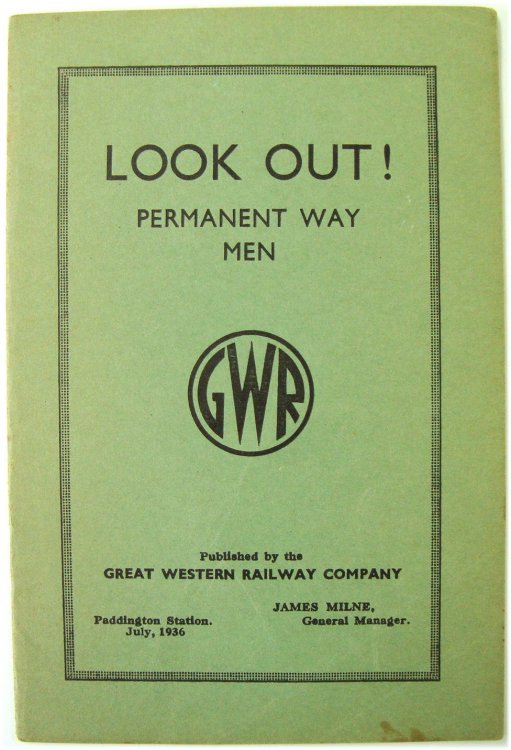 LOOK OUT!
PERMANENT WAY
MEN
GWR
Published by the
GREAT WESTERN RAILWAY COMPANY
JAMES MILNE,
Paddington Station. General Manager.
July, 1936